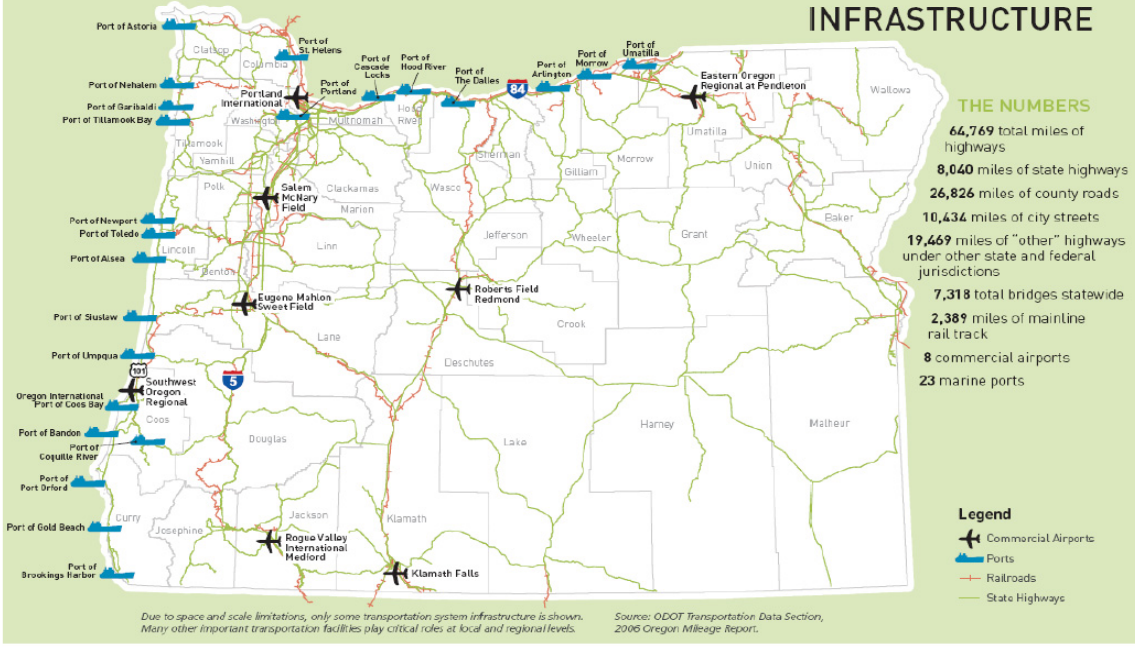 INFRASTRUCTURE
Port of Astoria
Clatsop
Columbia
Port of
St. Helens
Port of
Cascade
Locks
Port of
Hood River
Port of
The Dalles
84
Port of
Arlington
Port of
Morrow
Port of
Umatilla
Eastern Oregon
Regional at Pendleton
Wallowa
Port of Nehalem
Portland
International
Port of
Portland
Port of Garibaldi
Port of Tillamook Bay
Washington
Multnomah
Hood
River
Umatilla
Tillamook
Yamhill
Sherman
Gilliam
Morrow
Union
Polk
Salem
McNary
Field
Clackamas
Marion
Wasco
Baker
Port of Newport
Port of Toledo
Lincoln
Port of Alsea
Benton
Linn
Jefferson
Wheeler
Grant
Eugene Mahlon
Sweet Field
Roberts Field
Redmond
Port of Siuslaw
Lane
Crook
Port of Umpqua
Deschutes
101
Southwest
Oregon
Regional
5
Oregon International
Port of Coos Bay
Coos
Port of Bandon
Port of
Coquille River
Douglas
Lake
Harney
Malheur
Port of
Port Orford
Port of Gold Beach
Curry
Josephine
Jackson
Klamath
Rogue Valley
International
Medford
Port of
Brookings Harbor
Klamath Falls
THE NUMBERS
64,769 total miles of
highways
8,040 miles of state highways
26,826 miles of county roads
10,434 miles of city streets
19,469 miles of "other" highways
under other state and federal
jurisdictions
7,318 total bridges statewide
2,389 miles of mainline
rail track
8 commercial airports
23 marine ports
Legend
Commercial Airports
Ports
Railroads
State Highways
Due to space and scale limitations, only some transportation system infrastructure is shown.
Many other important transportation facilities play critical roles at local and regional levels.
Source: ODOT Transportation Data Section,
2006 Oregon Mileage Report.